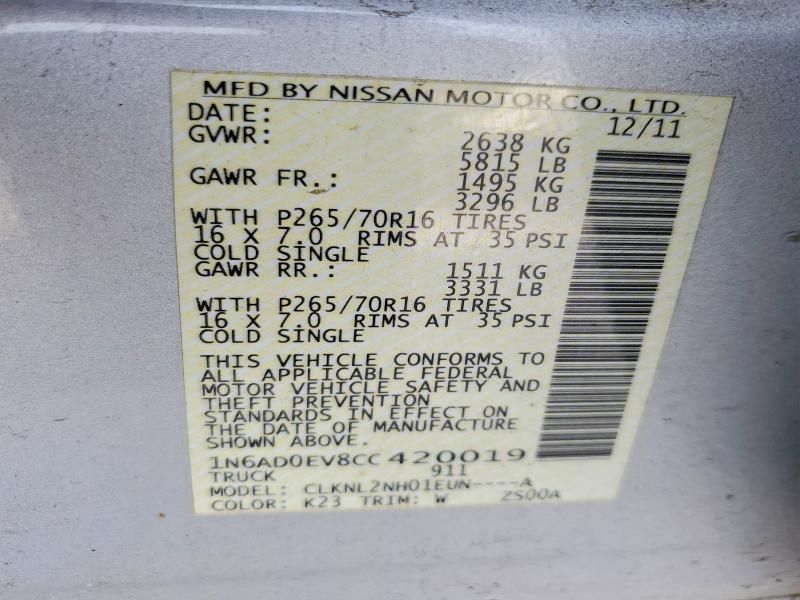 MFD BY NISSAN MOTOR CO., LTD.
DATE: 12/11
GVWR: 2638 KG
5815 LB
GAWR FR.: 1495 KG
3296 LB
WITH P265/70R16 TIRES
16 X 7.0 RIMS AT 35 PSI
COLD SINGLE
GAWR RR.: 1511 KG
3331 LB
WITH P265/70R16 TIRES
16 X 7.0 RIMS AT 35 PSI
COLD SINGLE
THIS VEHICLE CONFORMS TO
ALL APPLICABLE FEDERAL
MOTOR VEHICLE SAFETY AND
THEFT PREVENTION
STANDARDS IN EFFECT ON
THE DATE OF MANUFACTURE
SHOWN ABOVE.
1N6AD0EV8CC420019
TRUCK 911
MODEL: CLKNL2NH01EUN----A
COLOR: K23 TRIM: W ZS00A